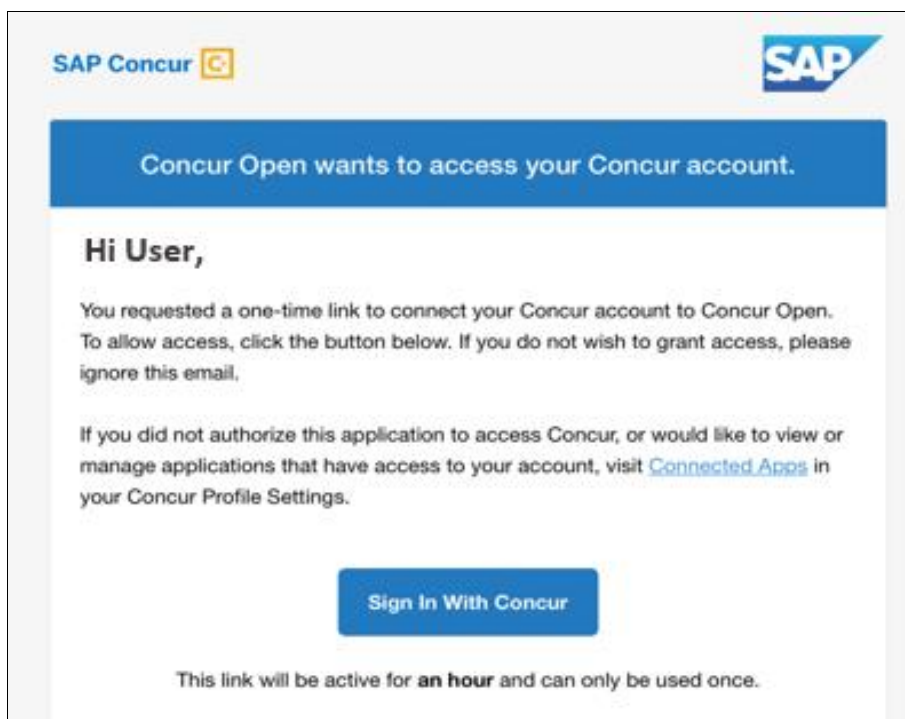 SAP Concur C SAP
Concur Open wants to access your Concur account.
Hi User,
You requested a one-time link to connect your Concur account to Concur Open.
To allow access, click the button below. If you do not wish to grant access, please
ignore this email.
If you did not authorize this application to access Concur, or would like to view or
manage applications that have access to your account, visit Connected Apps in
your Concur Profile Settings.
Sign In With Concur
This link will be active for an hour and can only be used once.